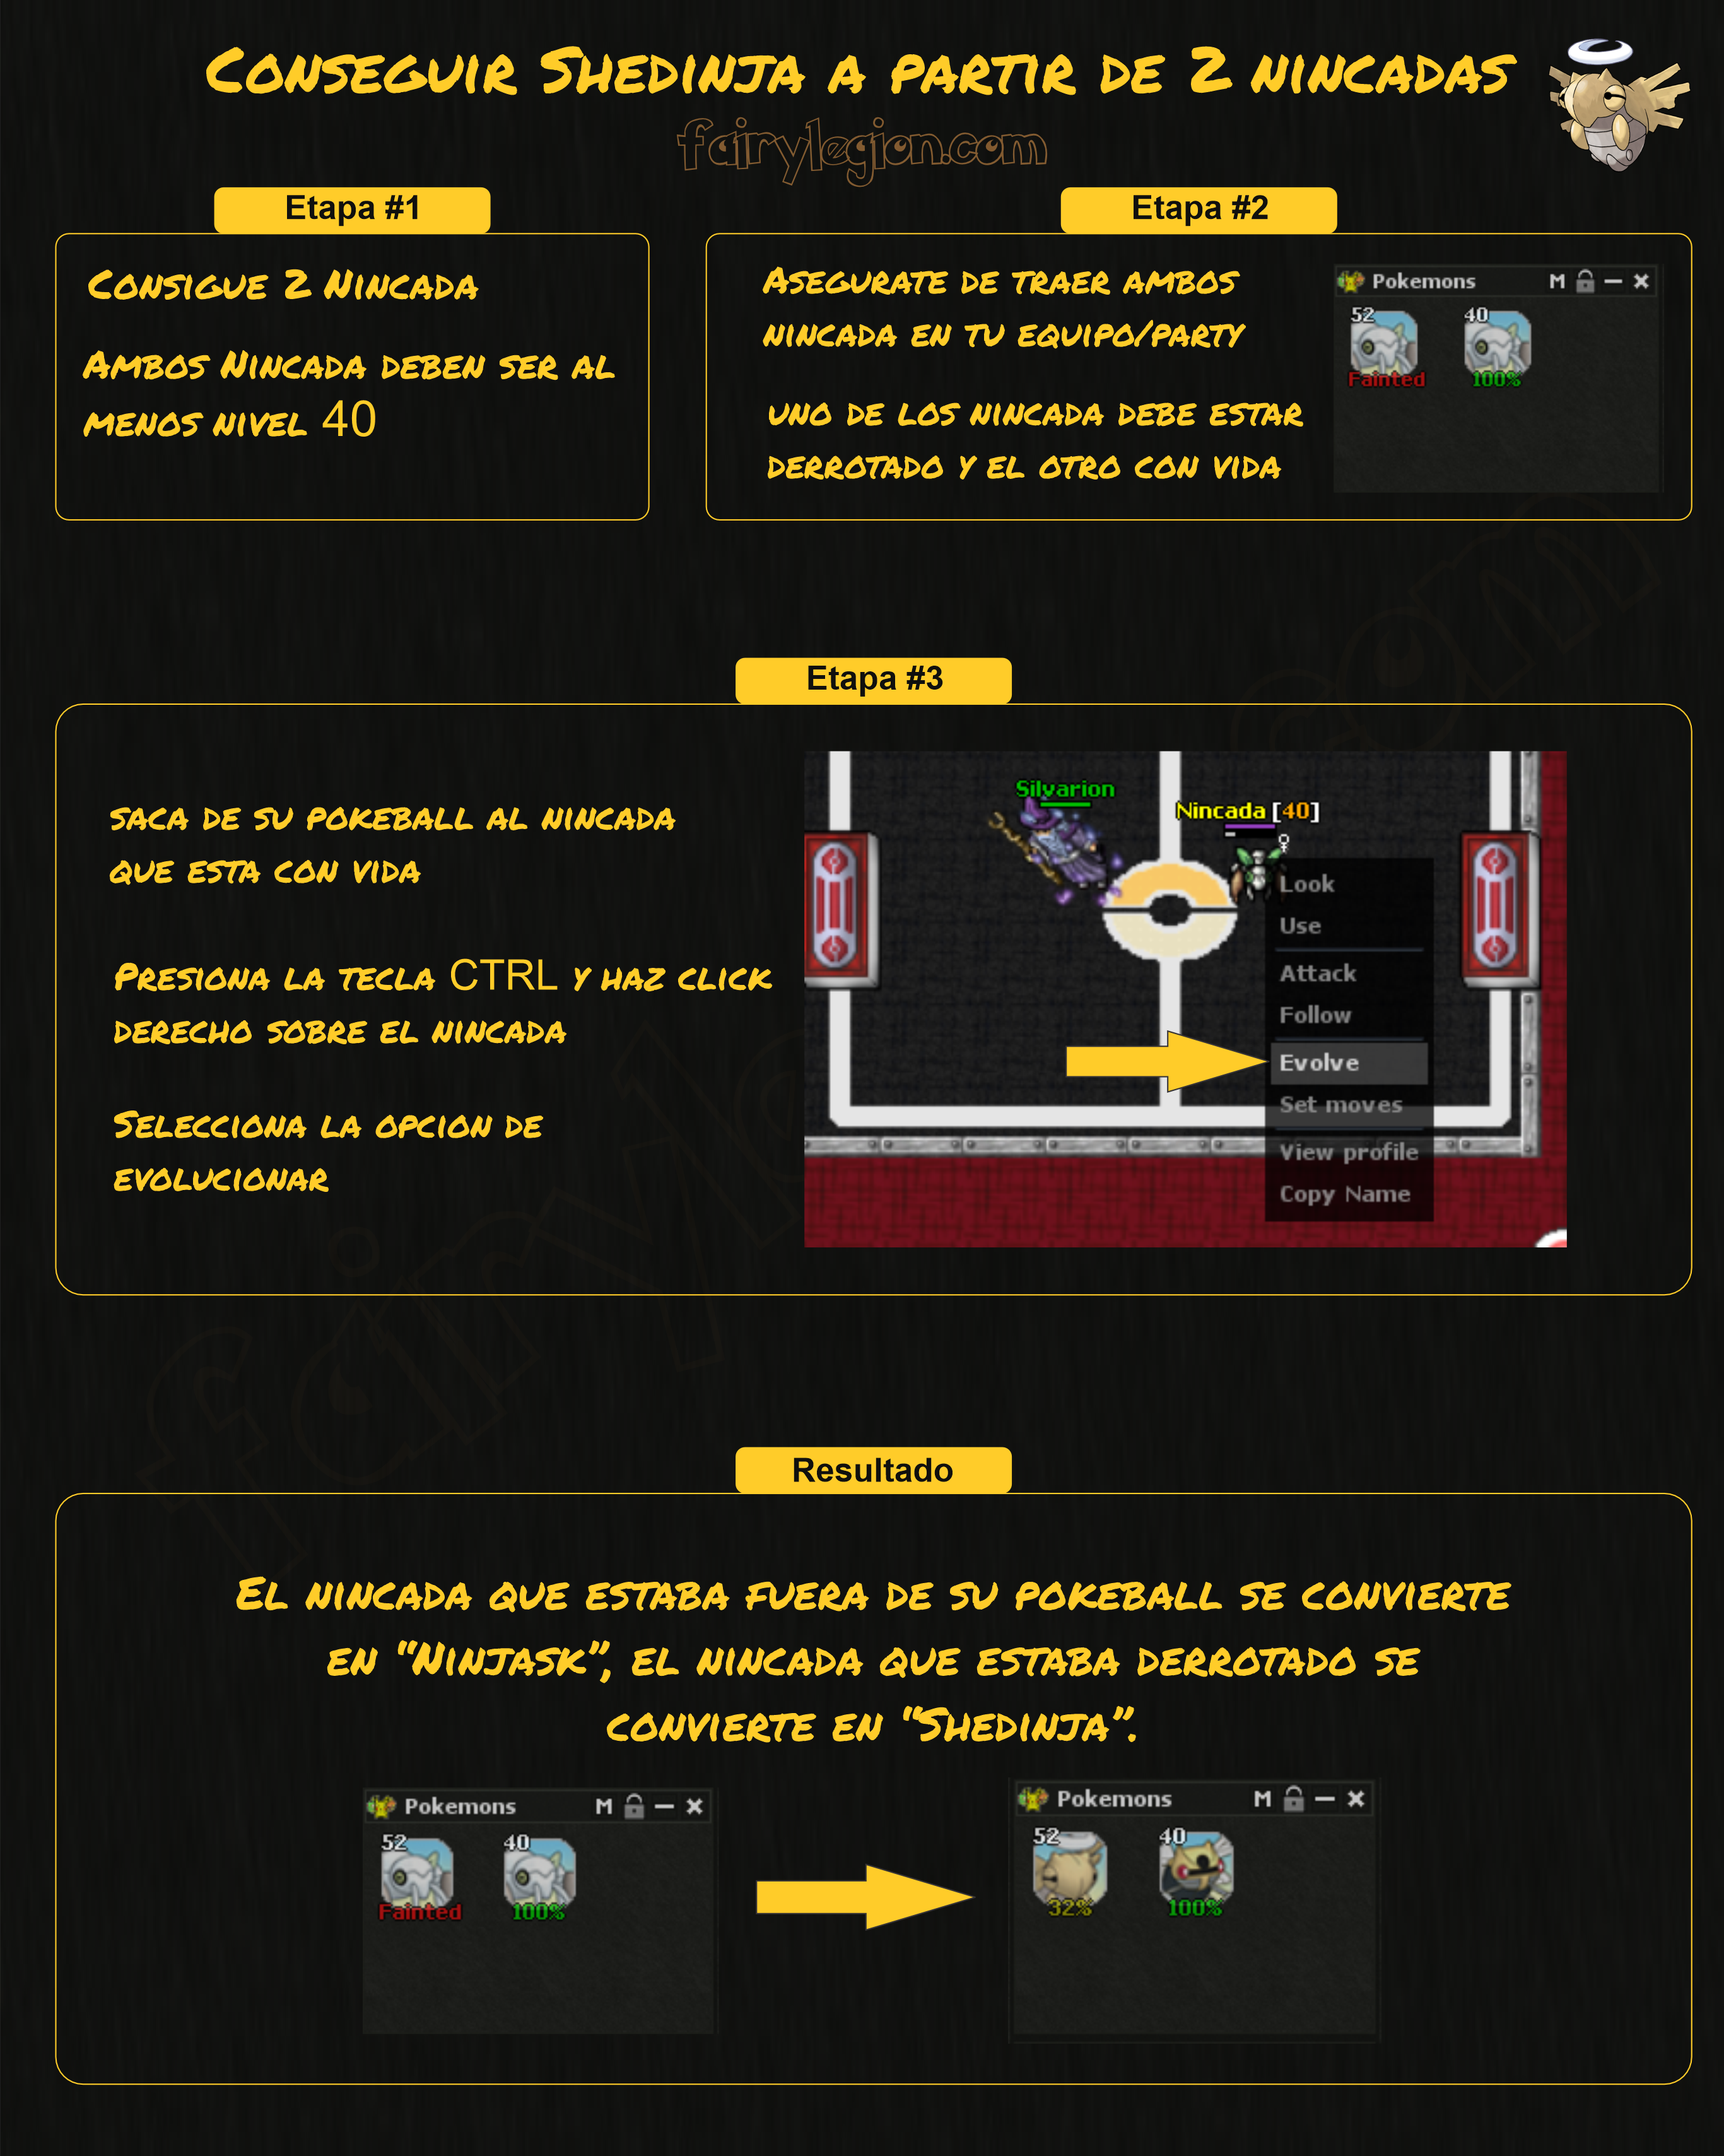 Conseguir Shedinja a partir de 2 nincadas
fairylegion.com
Etapa #1
Consigue 2 Nincada
Ambos Nincada deben ser al
menos nivel 40
Etapa #2
Asegurate de traer ambos
nincada en tu equipo/party
uno de los nincada debe estar
derrotado y el otro con vida
Pokemons M
52 40
Fainted 100%
Etapa #3
saca de su pokeball al nincada
que esta con vida
Presiona la tecla CTRL y haz click
derecho sobre el nincada
Selecciona la opcion de
evolucionar
Silvarion
Nincada [40]
Look
Use
Attack
Follow
Evolve
Set moves
View profile
Copy Name
Resultado
El nincada que estaba fuera de su pokeball se convierte
en “Ninjask”, el nincada que estaba derrotado se
convierte en “Shedinja”.
Pokemons M
52 40
Fainted 100%
Pokemons M
52 40
32% 100%
fairylegion.com